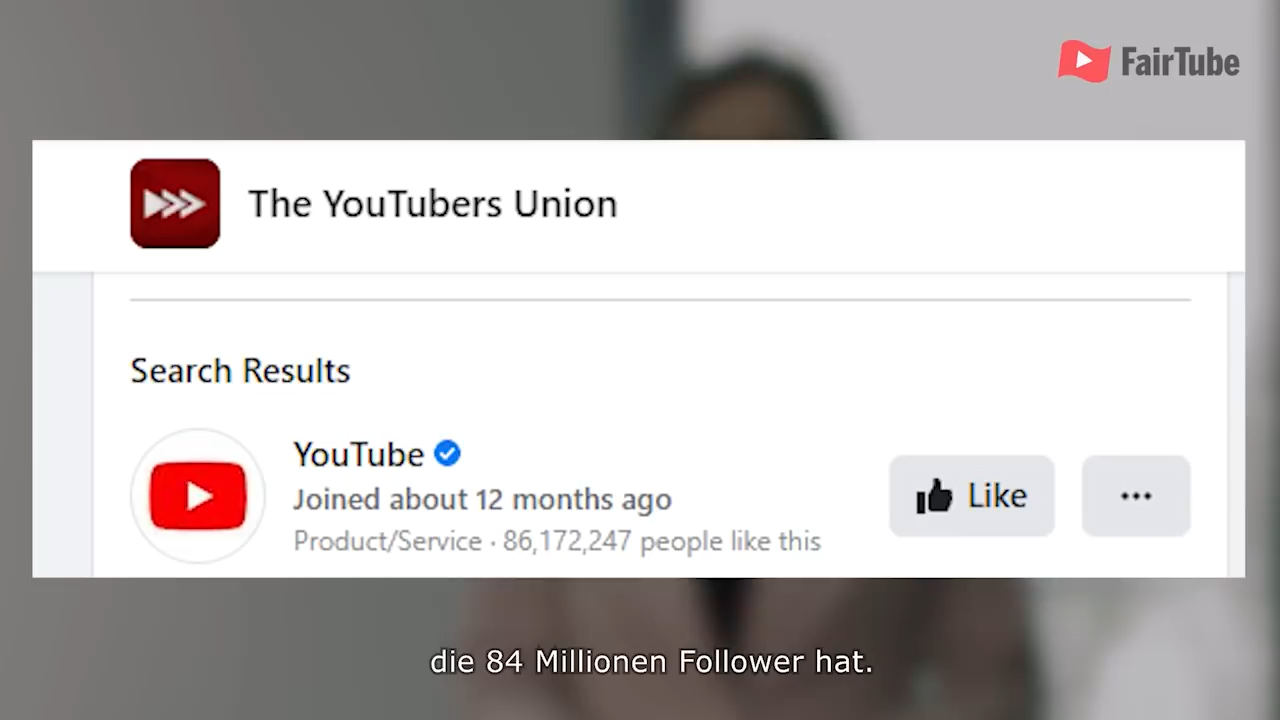 FairTube
The YouTubers Union
Search Results
YouTube
Joined about 12 months ago
Product/Service · 86,172,247 people like this
Like
die 84 Millionen Follower hat.